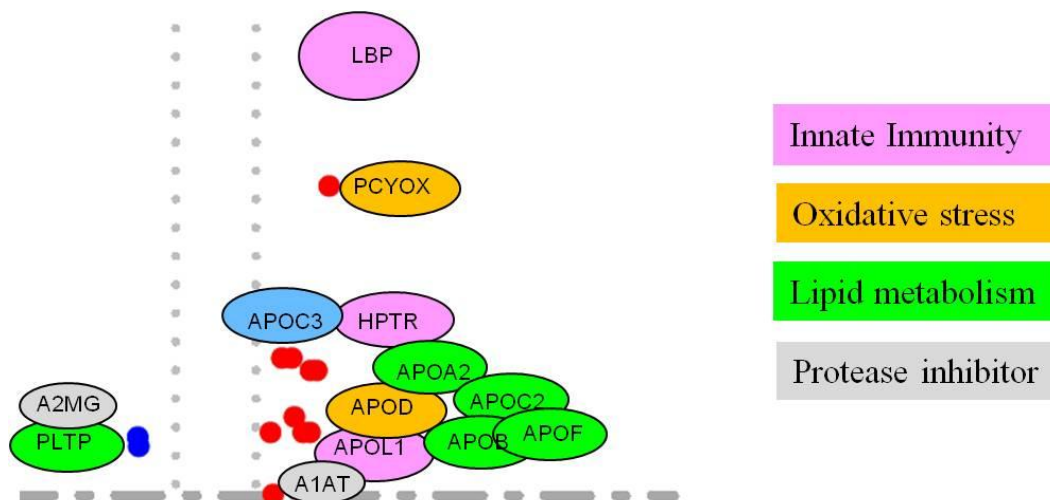 LBP
PCYOX
APOC3
HPTR
APOA2
APOC2
APOD
APOB
APOF
APOL1
A1AT
A2MG
PLTP
Innate Immunity
Oxidative stress
Lipid metabolism
Protease inhibitor